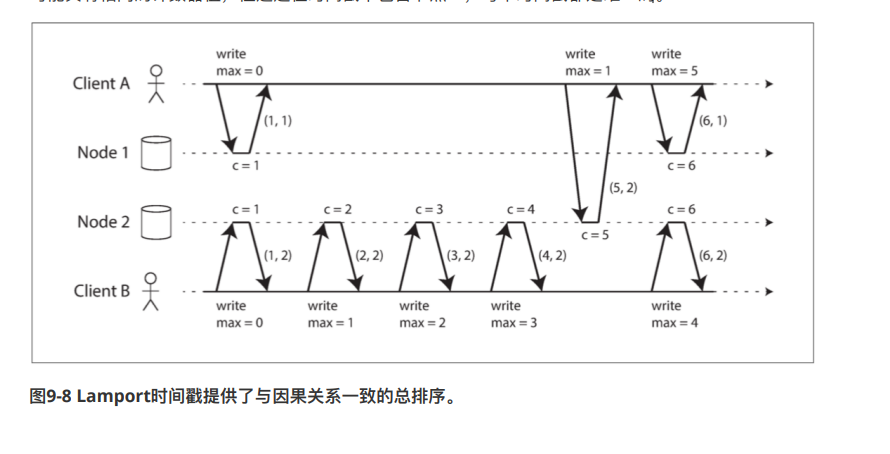 write write write
max = 0 max = 1 max = 5
Client A
(1, 1) (6, 1)
Node 1
c = 1 c = 6
(5, 2)
c = 1 c = 2 c = 3 c = 4 c = 6
Node 2
c = 5
(1, 2) (2, 2) (3, 2) (4, 2) (6, 2)
Client B
write write write write write
max = 0 max = 1 max = 2 max = 3 max = 4
图9-8 Lamport时间戳提供了与因果关系一致的总排序。